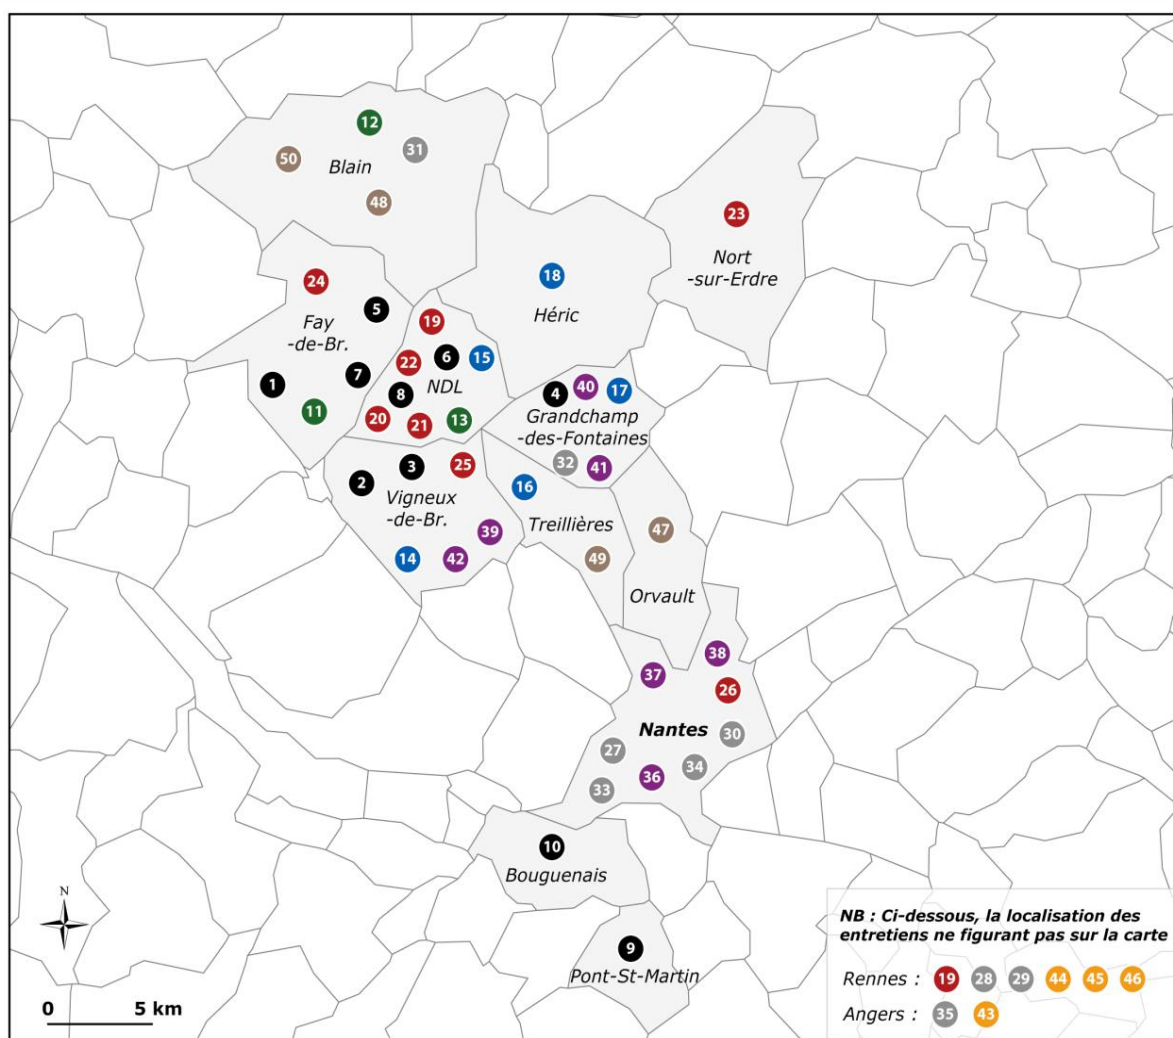 12
31
50
Blain
48
23
Nort
-sur-Erdre
24
18
Héric
5
Fay
-de-Br.
19
6
15
22
NDL
7
1
8
11
20
21
13
4
40
17
Grandchamp
-des-Fontaines
32
41
2
3
25
Vigneux
-de-Br.
39
14
42
16
Treillières
49
47
Orvault
38
37
26
Nantes
30
27
34
36
33
10
Bouguenais
9
Pont-St-Martin
N
0 5 km
NB : Ci-dessous, la localisation des
entretiens ne figurant pas sur la carte
Rennes : 19 28 29 44 45 46
Angers : 35 43